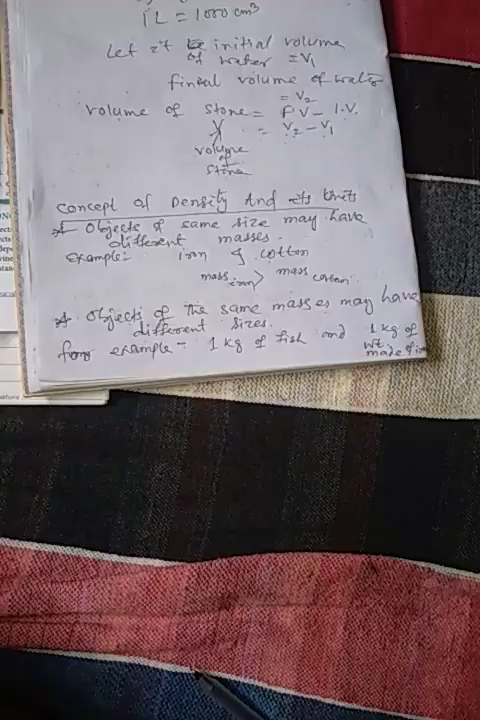 1L = 1000 cm³
Let it be initial volume
of water = V₁
fineal volume of water
= V₂
volume of stone = F V - I.V.
V = V₂ - V₁
volume
of
stone
concept of Density And its Units
* Objects of same size may have
different masses.
Example:- iron & cotton
mass iron > mass cotton
* Objects of the same masses may have
different sizes.
for example - 1 kg of fish and 1 kg of
wt.
made of